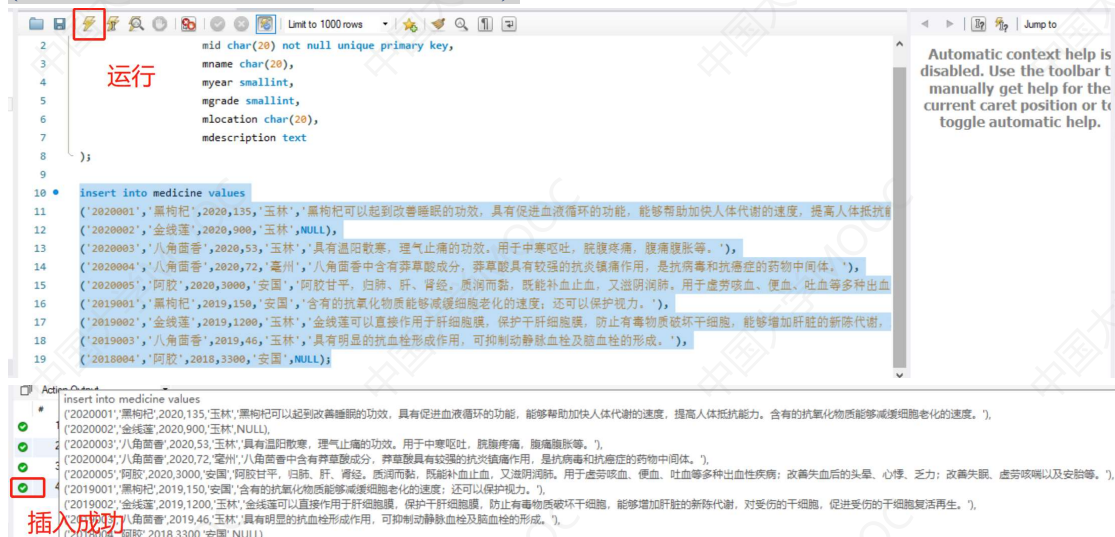 Limit to 1000 rows
Jump to
2 mid char(20) not null unique primary key,
3 mname char(20),
4 myear smallint,
5 mgrade smallint,
6 mlocation char(20),
7 mdescription text
8 );
9
10 insert into medicine values
11 ('2020001','黑枸杞',2020,135,'玉林','黑枸杞可以起到改善睡眠的功效，具有促进血液循环的功能，能够帮助加快人体代谢的速度，提高人体抵抗能
12 ('2020002','金线莲',2020,900,'玉林',NULL),
13 ('2020003','八角茴香',2020,53,'玉林','具有温阳散寒，理气止痛的功效。用于中寒呕吐，脘腹疼痛，腹痛腹胀等。'),
14 ('2020004','八角茴香',2020,72,'亳州','八角茴香中含有莽草酸成分，莽草酸具有较强的抗炎镇痛作用，是抗病毒和抗癌症的药物中间体。'),
15 ('2020005','阿胶',2020,3000,'安国','阿胶甘平，归肺、肝、肾经。质润而黏，既能补血止血，又滋阴润肺。用于虚劳咳血、便血、吐血等多种出血
16 ('2019001','黑枸杞',2019,150,'安国','含有的抗氧化物质能够减缓细胞老化的速度；还可以保护视力。'),
17 ('2019002','金线莲',2019,1200,'玉林','金线莲可以直接作用于肝细胞膜，保护干肝细胞膜，防止有毒物质破坏干细胞，能够增加肝脏的新陈代谢，
18 ('2019003','八角茴香',2019,46,'玉林','具有明显的抗血栓形成作用，可抑制动静脉血栓及脑血栓的形成。'),
19 ('2018004','阿胶',2018,3300,'安国',NULL);
运行
Automatic context help is
disabled. Use the toolbar t
manually get help for the
current caret position or to
toggle automatic help.
Action Output
#
insert into medicine values
('2020001','黑枸杞',2020,135,'玉林','黑枸杞可以起到改善睡眠的功效，具有促进血液循环的功能，能够帮助加快人体代谢的速度，提高人体抵抗能力。含有的抗氧化物质能够减缓细胞老化的速度。'),
('2020002','金线莲',2020,900,'玉林',NULL),
('2020003','八角茴香',2020,53,'玉林','具有温阳散寒，理气止痛的功效。用于中寒呕吐，脘腹疼痛，腹痛腹胀等。'),
('2020004','八角茴香',2020,72,'亳州','八角茴香中含有莽草酸成分，莽草酸具有较强的抗炎镇痛作用，是抗病毒和抗癌症的药物中间体。'),
('2020005','阿胶',2020,3000,'安国','阿胶甘平，归肺、肝、肾经。质润而黏，既能补血止血，又滋阴润肺。用于虚劳咳血、便血、吐血等多种出血性疾病；改善失血后的头晕、心悸、乏力；改善失眠、虚劳咳喘以及安胎等。'),
('2019001','黑枸杞',2019,150,'安国','含有的抗氧化物质能够减缓细胞老化的速度；还可以保护视力。'),
('2019002','金线莲',2019,1200,'玉林','金线莲可以直接作用于肝细胞膜，保护干肝细胞膜，防止有毒物质破坏干细胞，能够增加肝脏的新陈代谢，对受伤的干细胞，促进受伤的干细胞复活再生。'),
('2019003','八角茴香',2019,46,'玉林','具有明显的抗血栓形成作用，可抑制动静脉血栓及脑血栓的形成。'),
('2018004','阿胶',2018,3300,'安国',NULL)
插入成功